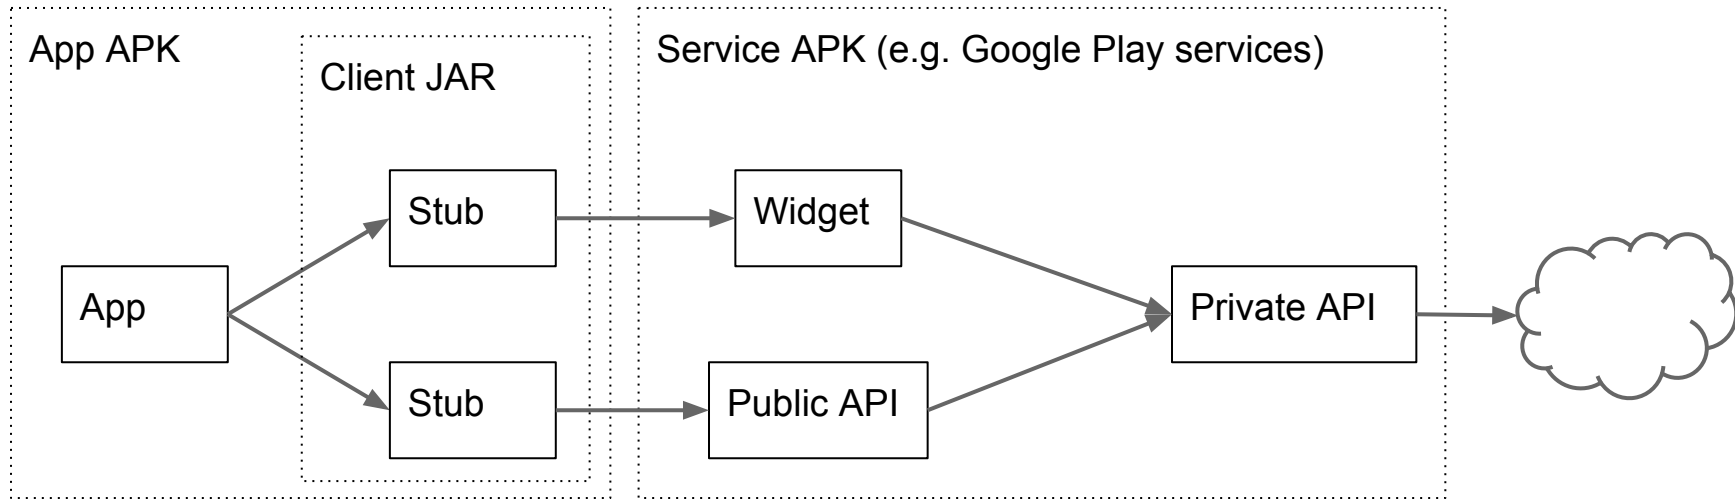 App APK
Client JAR
Service APK (e.g. Google Play services)
Stub
Widget
App
Private API
Stub
Public API